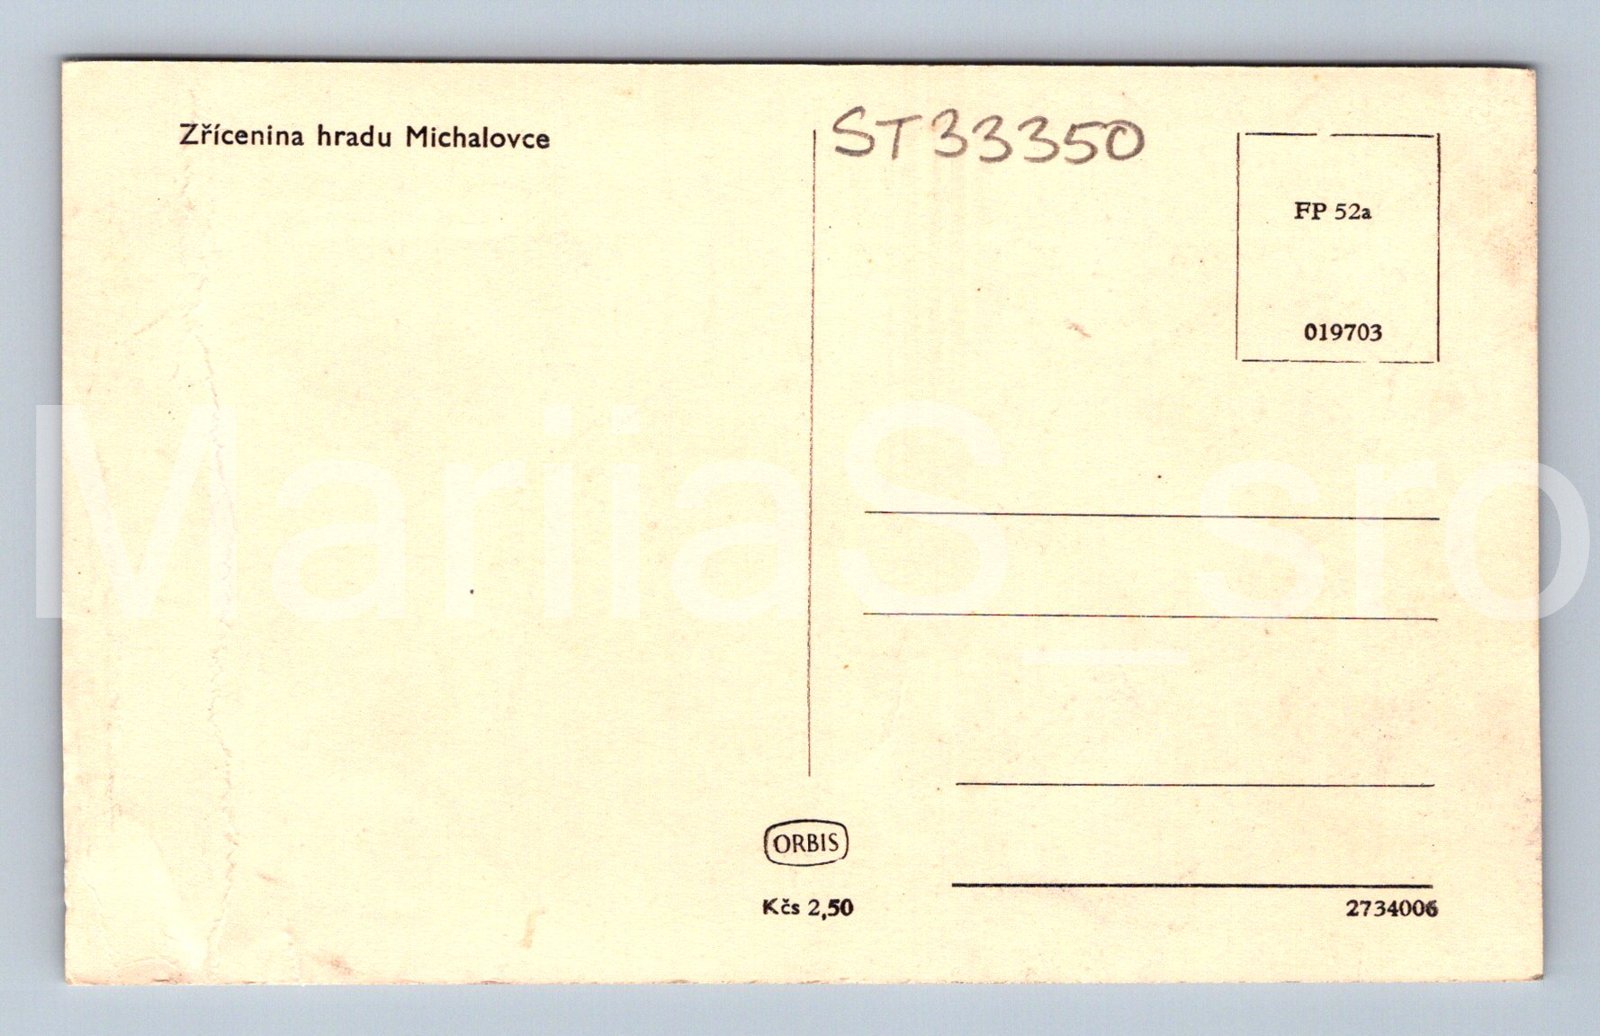 Zřícenina hradu Michalovce
ST33350
FP 52a
019703
MariiaS_sro
ORBIS
Kčs 2,50
2734006